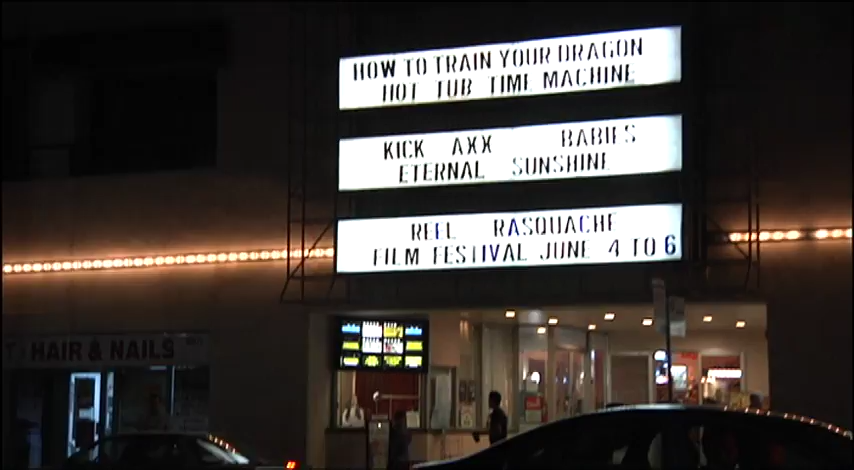 HOW TO TRAIN YOUR DRAGON
HOT TUB TIME MACHINE
KICK AXX BABIES
ETERNAL SUNSHINE
REEL RASQUACHE
FILM FESTIVAL JUNE 4 TO 6
HAIR & NAILS